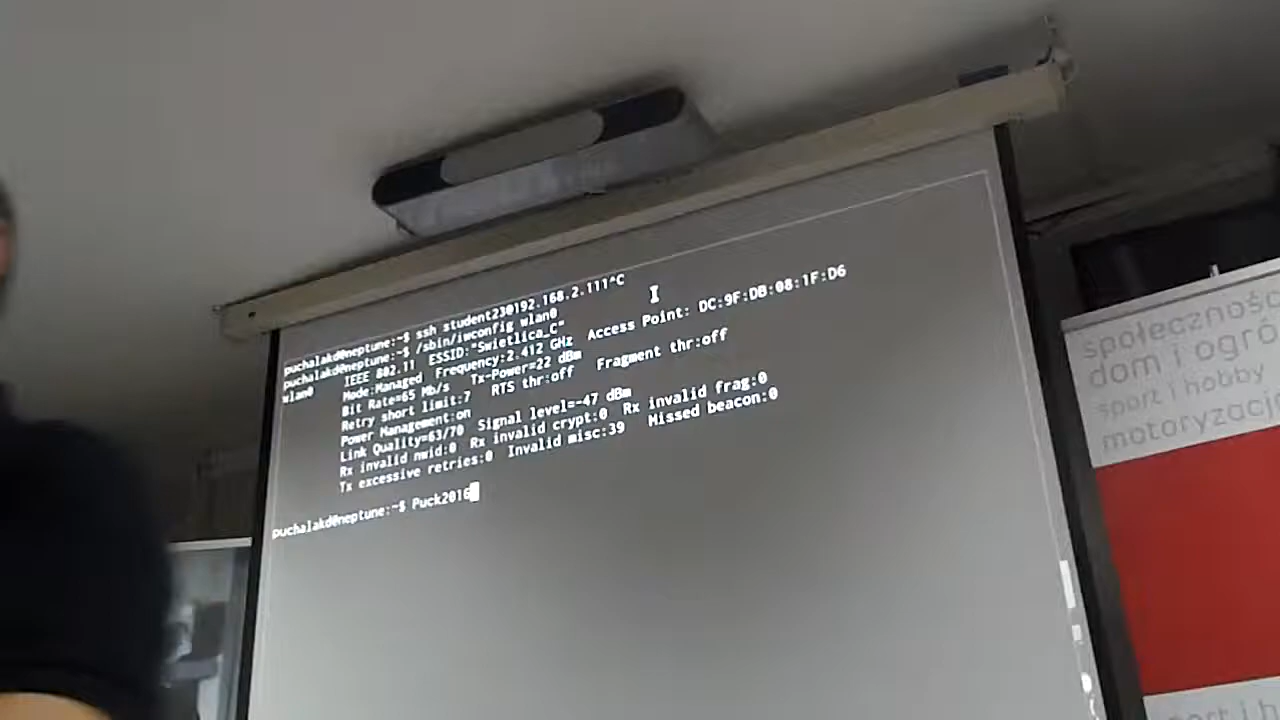 puchalakd@neptune:~$ ssh student230192.168.2.111^C
puchalakd@neptune:~$ /sbin/iwconfig wlan0
wlan0 IEEE 802.11 ESSID:"Swietlica_C"
Mode:Managed Frequency:2.412 GHz Access Point: DC:9F:DB:08:1F:D6
Bit Rate=65 Mb/s Tx-Power=22 dBm
Retry short limit:7 RTS thr:off Fragment thr:off
Power Management:on
Link Quality=63/70 Signal level=-47 dBm
Rx invalid nwid:0 Rx invalid crypt:0 Rx invalid frag:0
Tx excessive retries:0 Invalid misc:39 Missed beacon:0
puchalakd@neptune:~$ Puck2016
społecznoś
dom i ogró
sport i hobby
motoryzacj